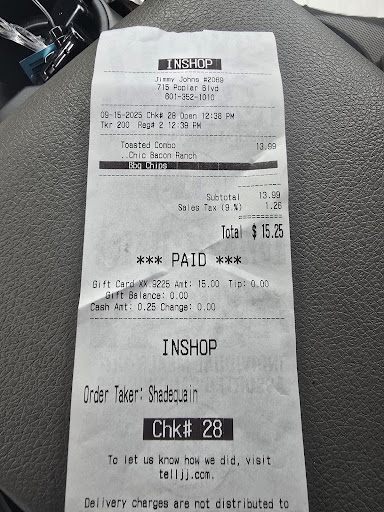 INSHOP
Jimmy Johns #2069
715 Poplar Blvd
601-352-1010
09-15-2025 Chk# 28 Open 12:38 PM
Tkr 200 Reg# 2 12:39 PM
Toasted Combo 13.99
..Chic Bacon Ranch
Bbq Chips
Subtotal 13.99
Sales Tax (9.%) 1.26
Total $ 15.25
*** PAID ***
Gift Card XX.9225 Amt: 15.00 Tip: 0.00
Gift Balance: 0.00
Cash Amt: 0.25 Change: 0.00
INSHOP
Order Taker: Shadequain
Chk# 28
To let us know how we did, visit
telljj.com.
Delivery charges are not distributed to